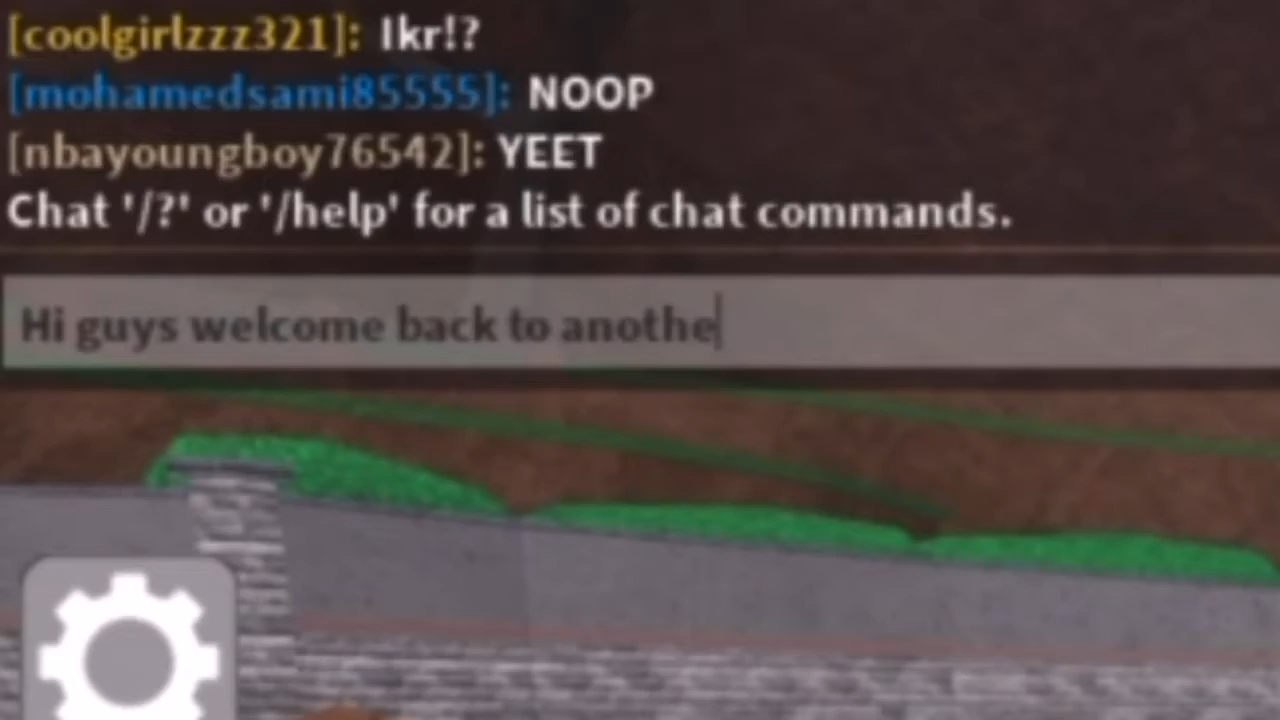 [coolgirlzzz321]: Ikr!?
[mohamedsami85555]: NOOP
[nbayoungboy76542]: YEET
Chat '/?' or '/help' for a list of chat commands.
Hi guys welcome back to anothe